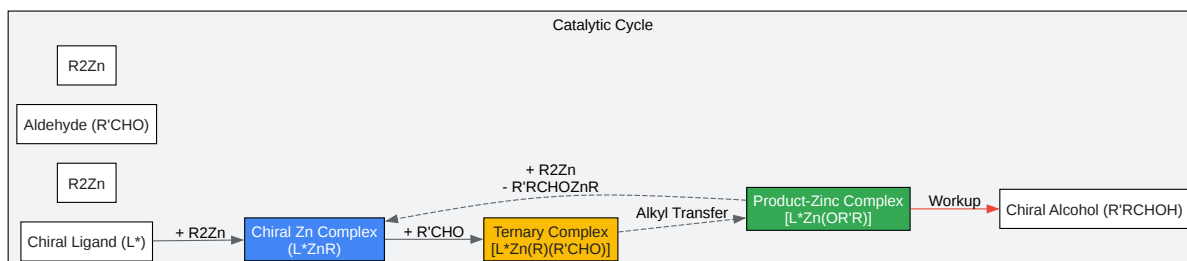 Catalytic Cycle
R2Zn
Aldehyde (R'CHO)
R2Zn
Chiral Ligand (L*)
+ R2Zn
Chiral Zn Complex
(L*ZnR)
+ R'CHO
Ternary Complex
[L*Zn(R)(R'CHO)]
Alkyl Transfer
+ R2Zn
- R'RCHOZnR
Product-Zinc Complex
[L*Zn(OR'R)]
Workup
Chiral Alcohol (R'RCHOH)